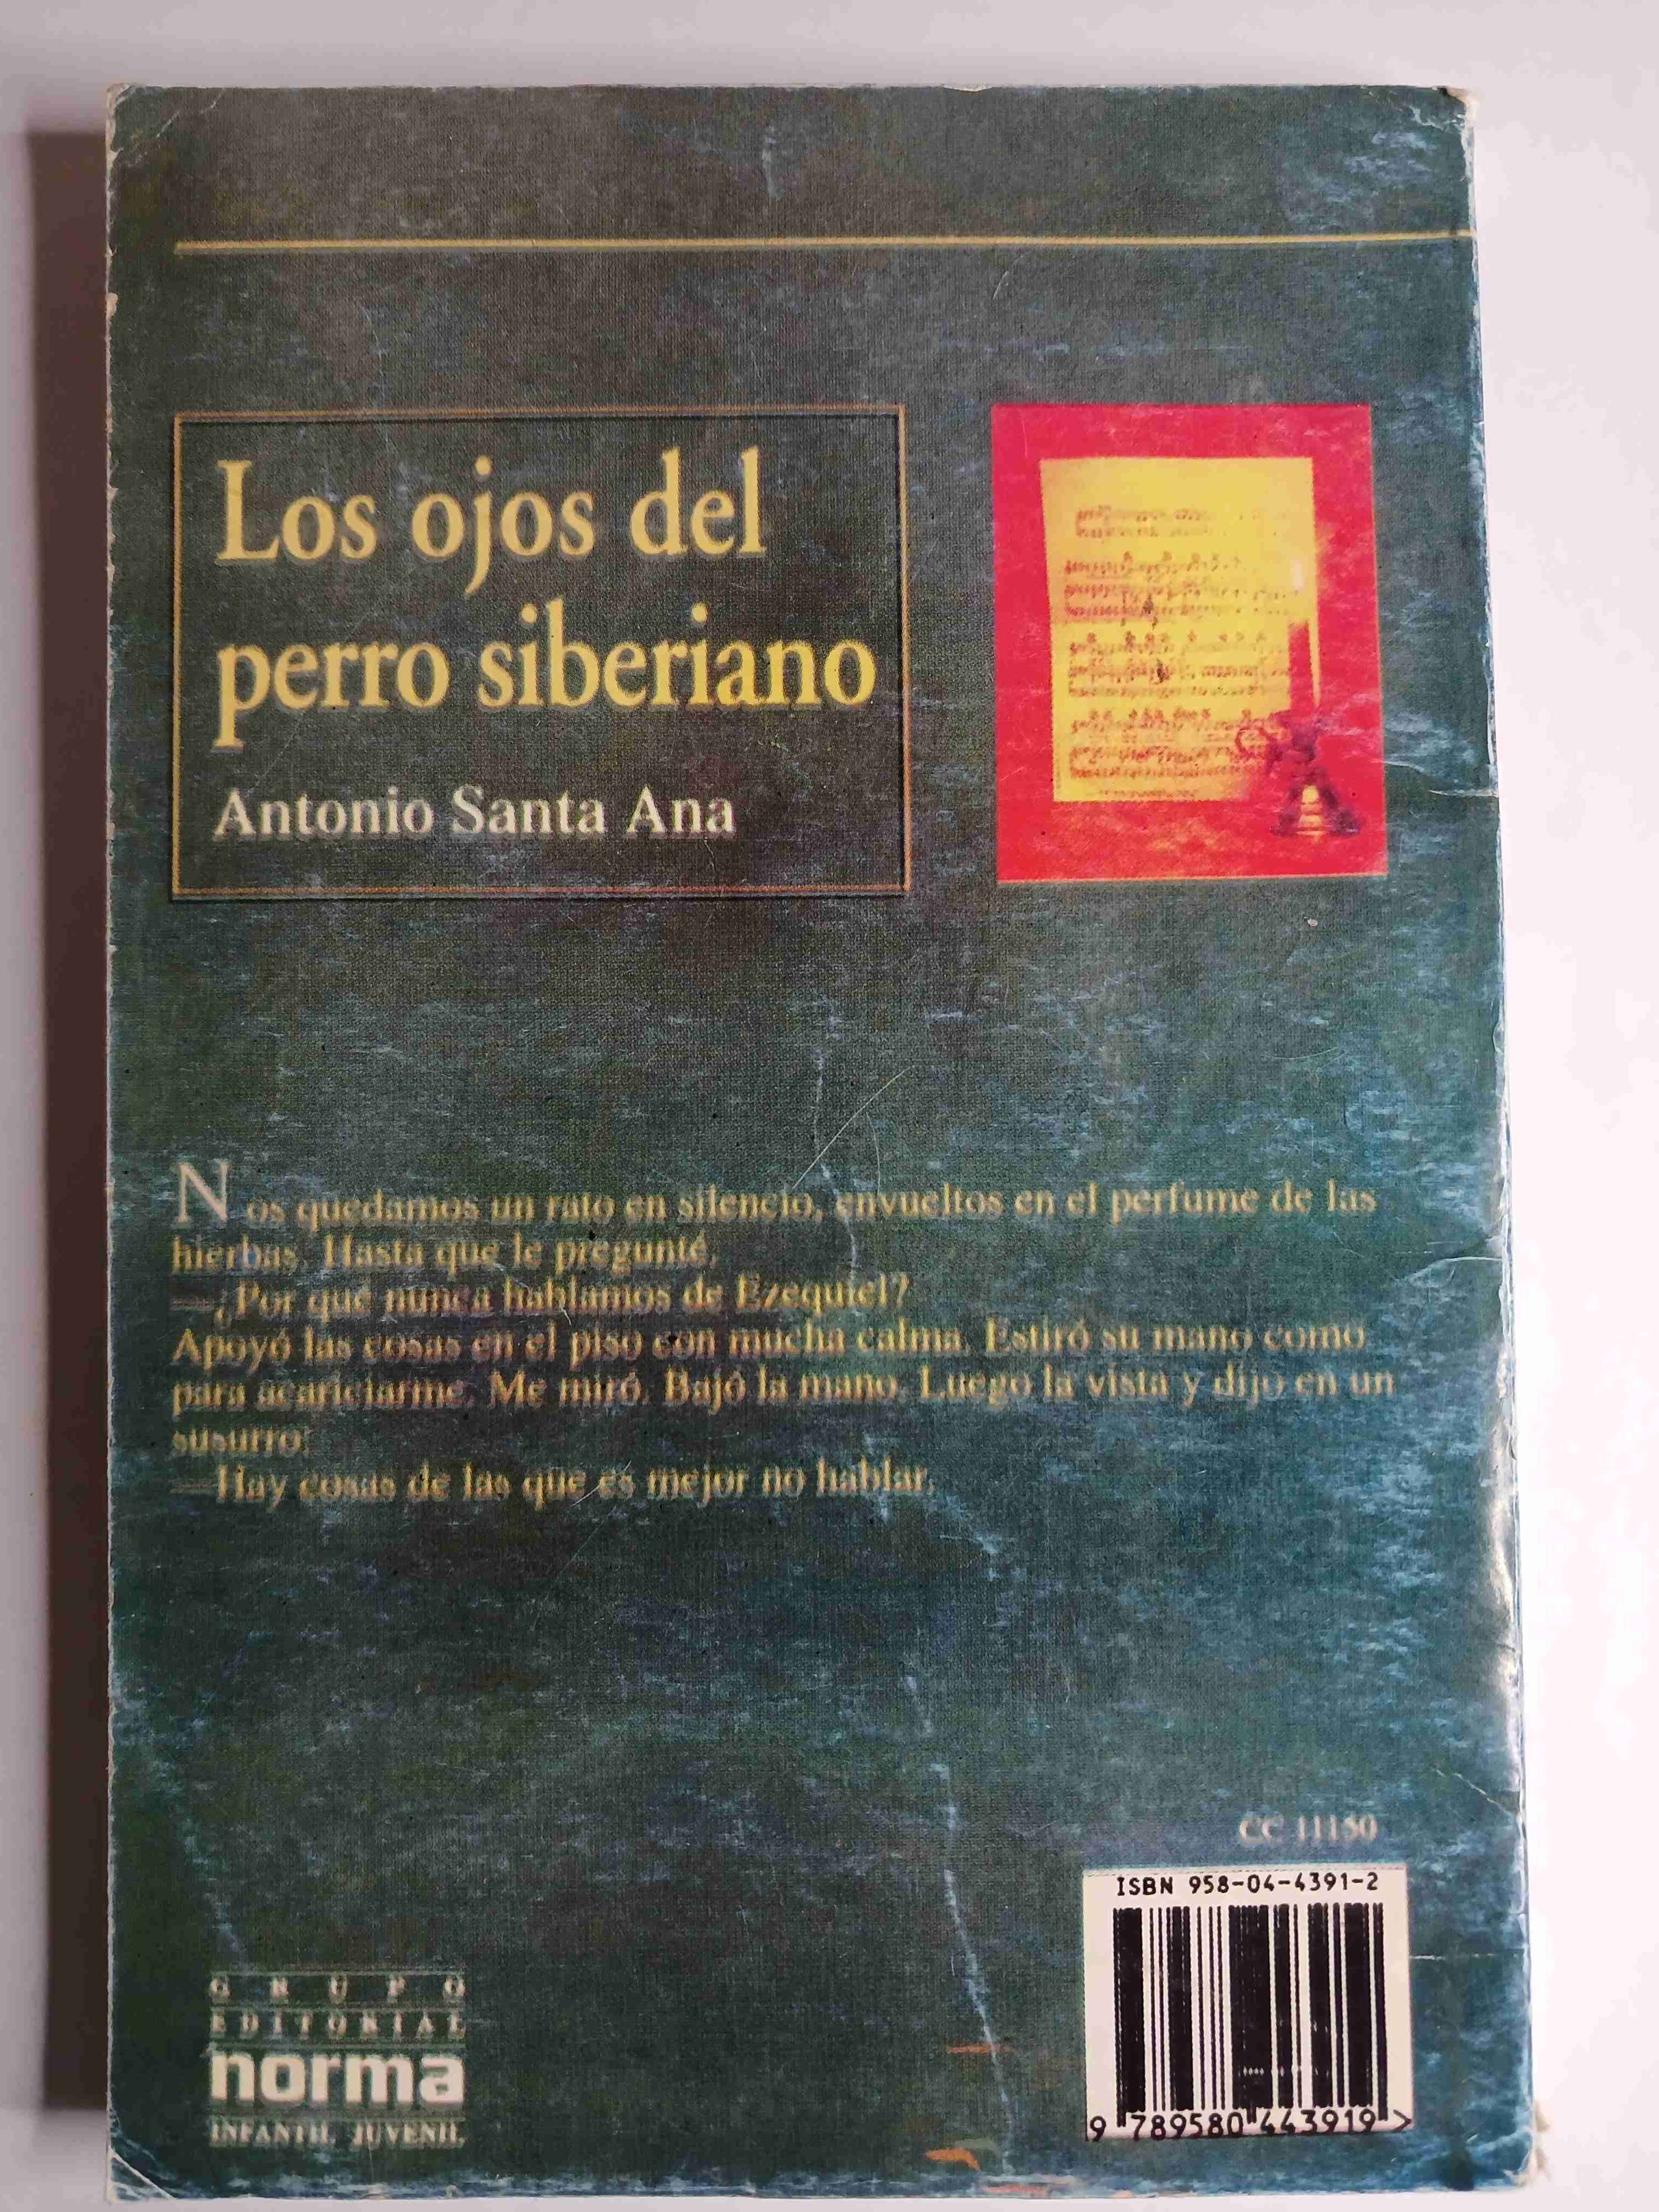 Los ojos del
perro siberiano
Antonio Santa Ana
Nos quedamos un rato en silencio, envueltos en el perfume de las
hierbas. Hasta que le pregunté.
—¿Por qué nunca hablamos de Ezequiel?
Apoyó las cosas en el piso con mucha calma. Estiró su mano como
para acariciarme. Me miró. Bajó la mano. Luego la vista y dijo en un
susurro:
—Hay cosas de las que es mejor no hablar.
CC 11150
ISBN 958-04-4391-2
9 789580 443919 >
GRUPO
EDITORIAL
norma
INFANTIL JUVENIL